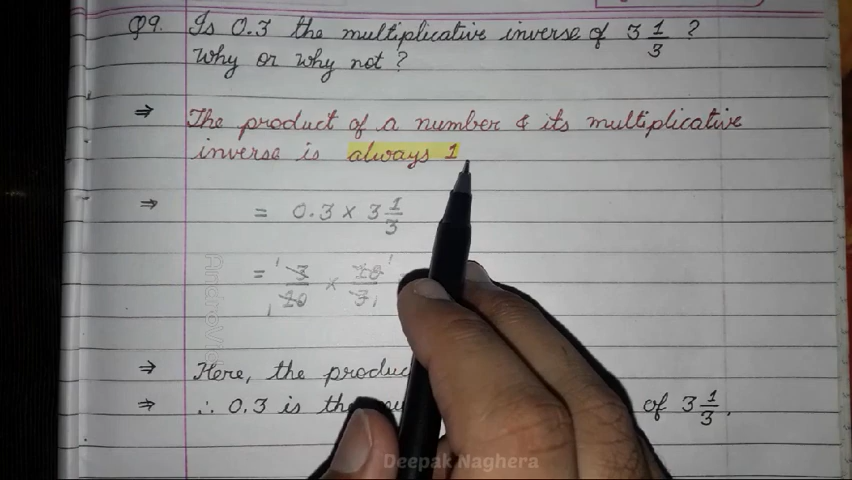 Q9. Is 0.3 the multiplicative inverse of 3 1/3 ?
Why or why not ?
⇒ The product of a number & its multiplicative
inverse is always 1
⇒ = 0.3 × 3 1/3
= 3/10 × 10/3
⇒ Here, the
⇒ ∴ 0.3 is the of 3 1/3.
Deepak Naghera